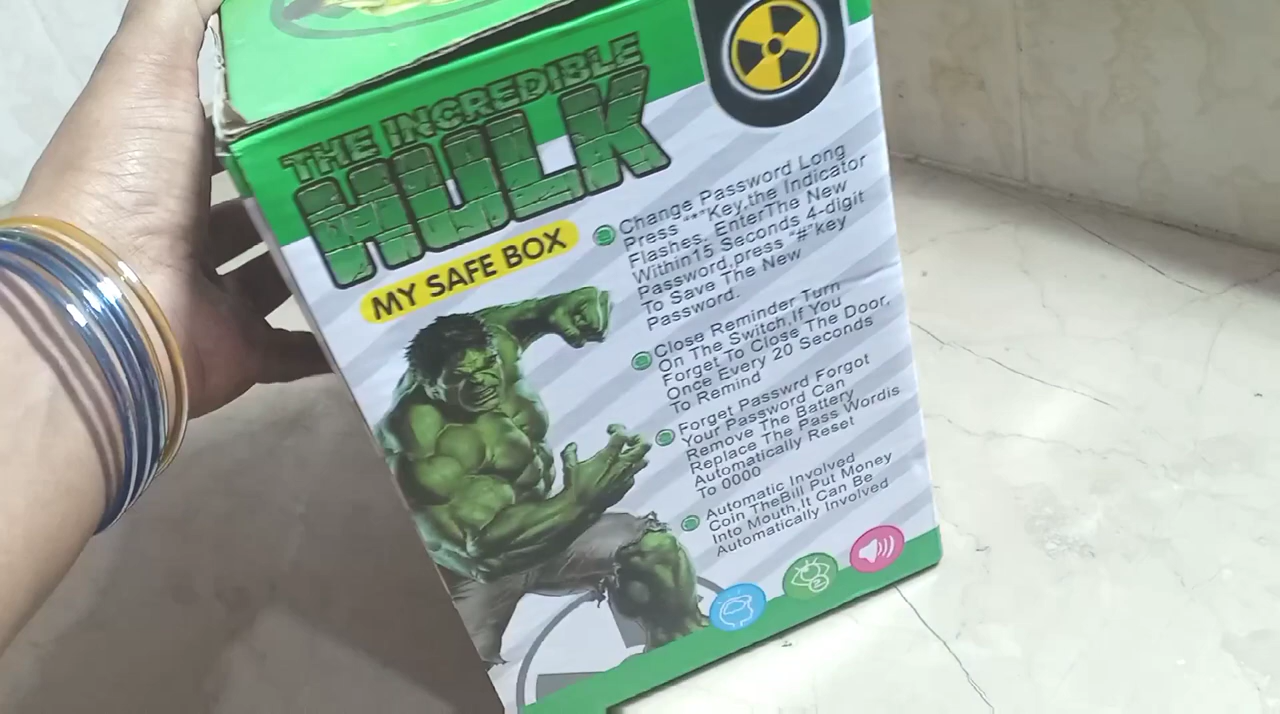 THE INCREDIBLE
HULK
MY SAFE BOX
Change Password Long
Press "*"Key,the Indicator
Flashes. EnterThe New
Within15 Seconds 4-digit
Password,press "#"key
To Save The New
Password.
Close Reminder Turn
On The Switch,If You
Forget To Close The Door,
Once Every 20 Seconds
To Remind
Forget Passwrd Forgot
Your Password Can
Remove The Battery
Replace The Pass Wordis
Automatically Reset
To 0000
Automatic Involved
Coin TheBill Put Money
Into Mouth,It Can Be
Automatically Involved